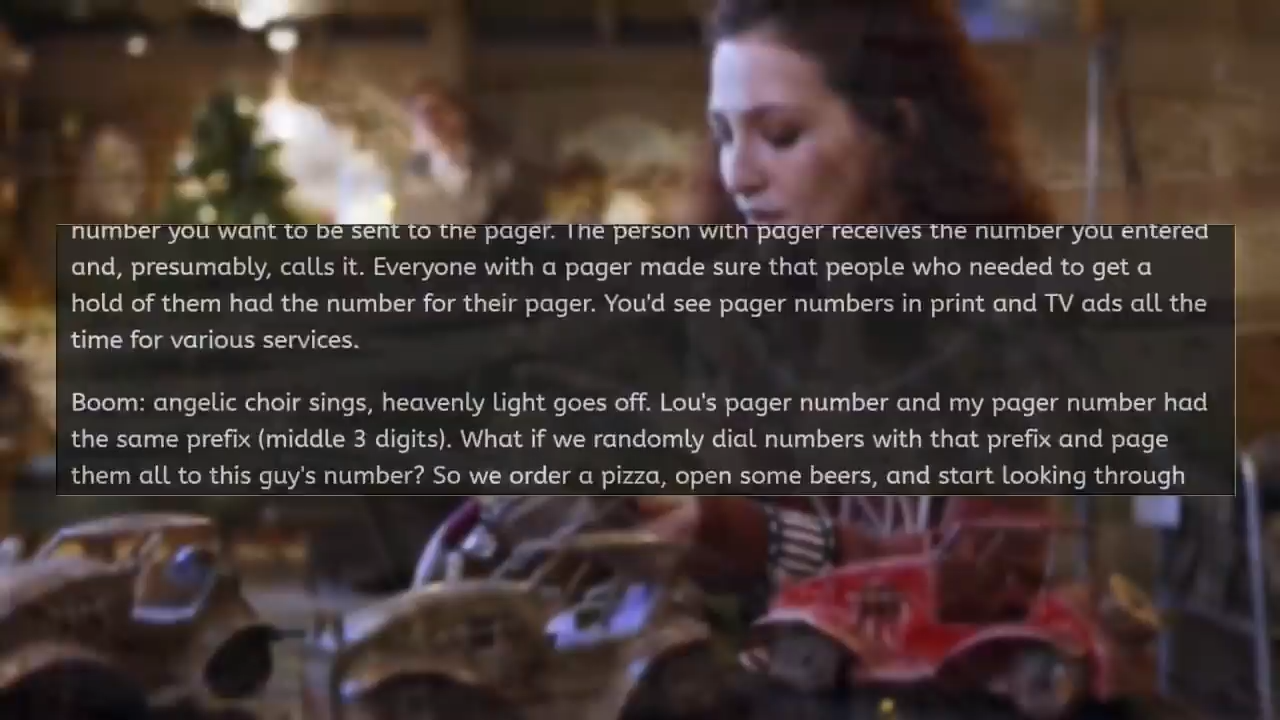 number you want to be sent to the pager. The person with pager receives the number you entered
and, presumably, calls it. Everyone with a pager made sure that people who needed to get a
hold of them had the number for their pager. You'd see pager numbers in print and TV ads all the
time for various services.
Boom: angelic choir sings, heavenly light goes off. Lou's pager number and my pager number had
the same prefix (middle 3 digits). What if we randomly dial numbers with that prefix and page
them all to this guy's number? So we order a pizza, open some beers, and start looking through